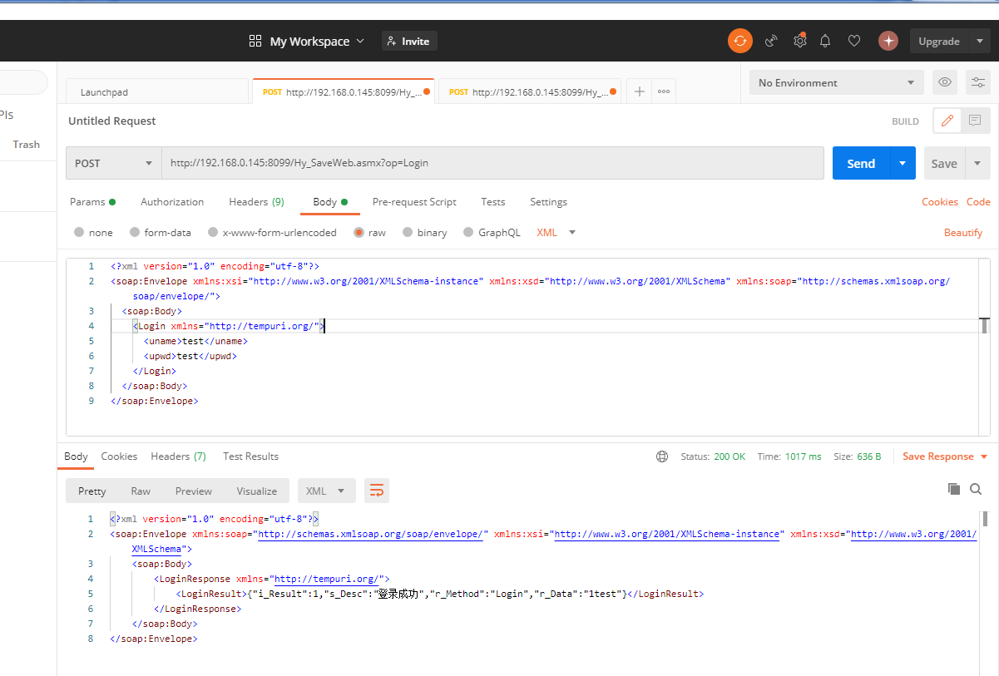 My Workspace Invite Upgrade
Launchpad POST http://192.168.0.145:8099/Hy_... POST http://192.168.0.145:8099/Hy_... No Environment
PIs
Untitled Request BUILD
Trash
POST http://192.168.0.145:8099/Hy_SaveWeb.asmx?op=Login Send Save
Params Authorization Headers (9) Body Pre-request Script Tests Settings Cookies Code
none form-data x-www-form-urlencoded raw binary GraphQL XML Beautify
1 <?xml version="1.0" encoding="utf-8"?>
2 <soap:Envelope xmlns:xsi="http://www.w3.org/2001/XMLSchema-instance" xmlns:xsd="http://www.w3.org/2001/XMLSchema" xmlns:soap="http://schemas.xmlsoap.org/
soap/envelope/">
3 <soap:Body>
4 <Login xmlns="http://tempuri.org/">
5 <uname>test</uname>
6 <upwd>test</upwd>
7 </Login>
8 </soap:Body>
9 </soap:Envelope>
Body Cookies Headers (7) Test Results Status: 200 OK Time: 1017 ms Size: 636 B Save Response
Pretty Raw Preview Visualize XML
1 <?xml version="1.0" encoding="utf-8"?>
2 <soap:Envelope xmlns:soap="http://schemas.xmlsoap.org/soap/envelope/" xmlns:xsi="http://www.w3.org/2001/XMLSchema-instance" xmlns:xsd="http://www.w3.org/2001/
XMLSchema">
3 <soap:Body>
4 <LoginResponse xmlns="http://tempuri.org/">
5 <LoginResult>{"i_Result":1,"s_Desc":"登录成功","r_Method":"Login","r_Data":"1test"}</LoginResult>
6 </LoginResponse>
7 </soap:Body>
8 </soap:Envelope>